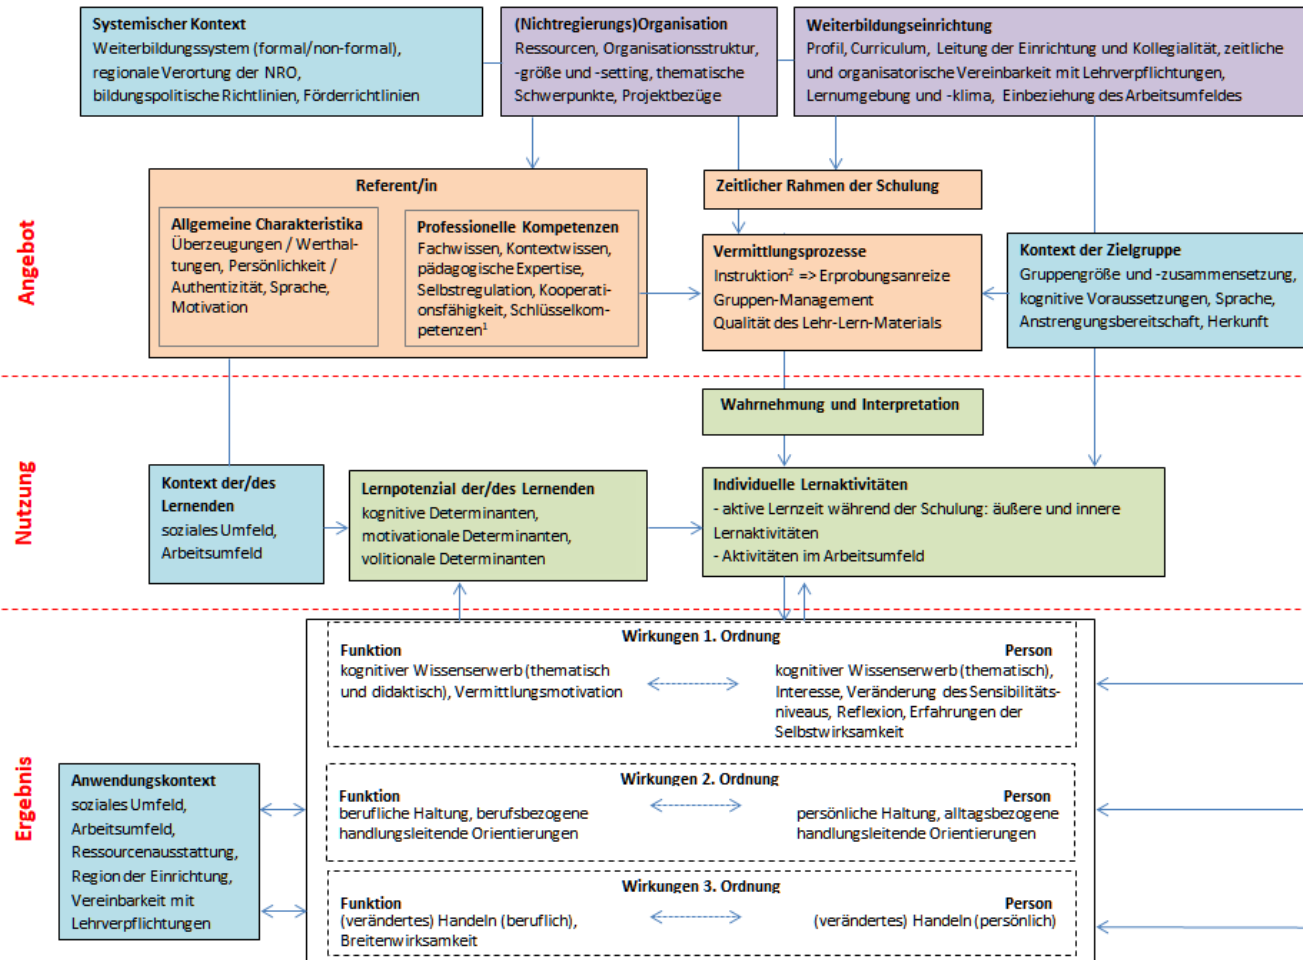 Systemischer Kontext
Weiterbildungssystem (formal/non-formal),
regionale Verortung der NRO,
bildungspolitische Richtlinien, Förderrichtlinien
(Nichtregierungs)Organisation
Ressourcen, Organisationsstruktur,
-größe und -setting, thematische
Schwerpunkte, Projektbezüge
Weiterbildungseinrichtung
Profil, Curriculum, Leitung der Einrichtung und Kollegialität, zeitliche
und organisatorische Vereinbarkeit mit Lehrverpflichtungen,
Lernumgebung und -klima, Einbeziehung des Arbeitsumfeldes
Angebot
Referent/in
Allgemeine Charakteristika
Überzeugungen / Werthal-
tungen, Persönlichkeit /
Authentizität, Sprache,
Motivation
Professionelle Kompetenzen
Fachwissen, Kontextwissen,
pädagogische Expertise,
Selbstregulation, Kooperati-
onsfähigkeit, Schlüsselkom-
petenzen¹
Zeitlicher Rahmen der Schulung
Vermittlungsprozesse
Instruktion² => Erprobungsanreize
Gruppen-Management
Qualität des Lehr-Lern-Materials
Kontext der Zielgruppe
Gruppengröße und -zusammensetzung,
kognitive Voraussetzungen, Sprache,
Anstrengungsbereitschaft, Herkunft
Nutzung
Wahrnehmung und Interpretation
Kontext der/des
Lernenden
soziales Umfeld,
Arbeitsumfeld
Lernpotenzial der/des Lernenden
kognitive Determinanten,
motivationale Determinanten,
volitionale Determinanten
Individuelle Lernaktivitäten
- aktive Lernzeit während der Schulung: äußere und innere
Lernaktivitäten
- Aktivitäten im Arbeitsumfeld
Ergebnis
Wirkungen 1. Ordnung
Funktion
kognitiver Wissenserwerb (thematisch
und didaktisch), Vermittlungsmotivation
Person
kognitiver Wissenserwerb (thematisch),
Interesse, Veränderung des Sensibilitäts-
niveaus, Reflexion, Erfahrungen der
Selbstwirksamkeit
Anwendungskontext
soziales Umfeld,
Arbeitsumfeld,
Ressourcenausstattung,
Region der Einrichtung,
Vereinbarkeit mit
Lehrverpflichtungen
Wirkungen 2. Ordnung
Funktion
berufliche Haltung, berufsbezogene
handlungsleitende Orientierungen
Person
persönliche Haltung, alltagsbezogene
handlungsleitende Orientierungen
Wirkungen 3. Ordnung
Funktion
(verändertes) Handeln (beruflich),
Breitenwirksamkeit
Person
(verändertes) Handeln (persönlich)